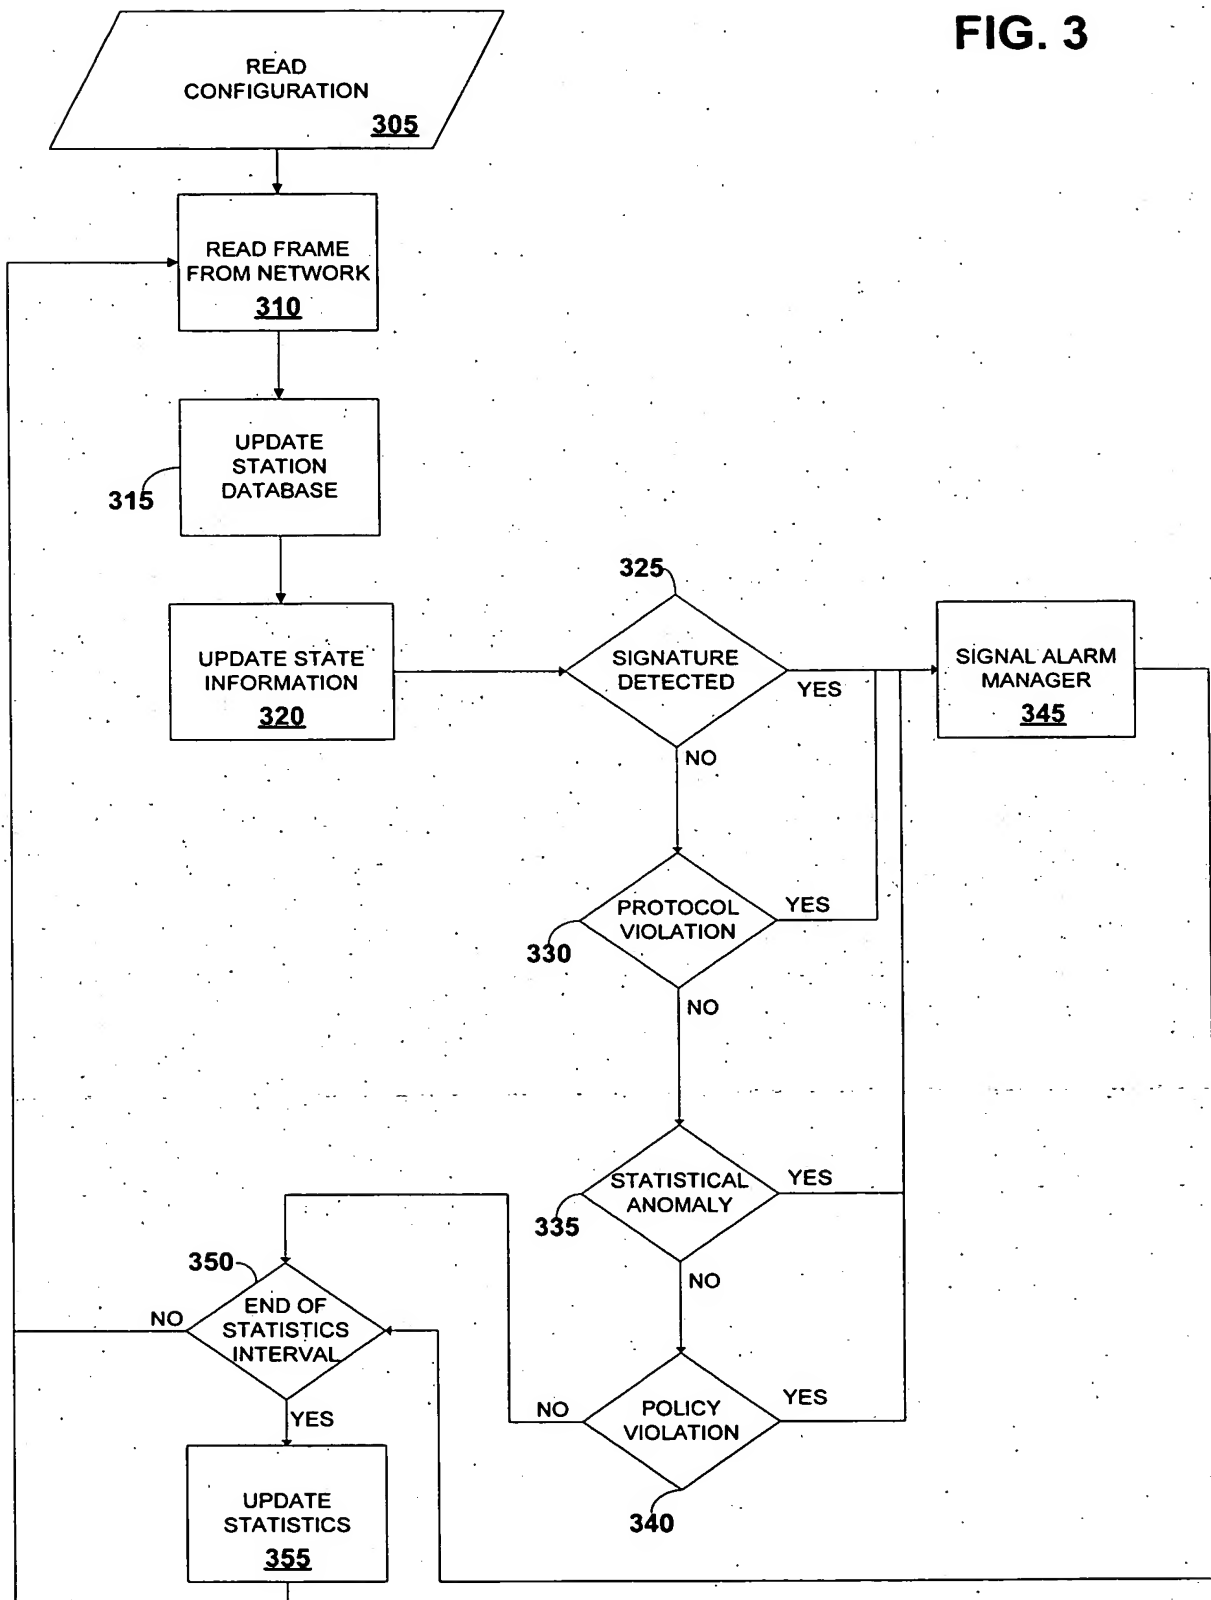 FIG. 3
READ
CONFIGURATION
305
READ FRAME
FROM NETWORK
310
UPDATE
STATION
DATABASE
315
325
UPDATE STATE
INFORMATION
320
SIGNATURE
DETECTED
YES
SIGNAL ALARM
MANAGER
345
NO
PROTOCOL
VIOLATION
YES
330
NO
STATISTICAL
ANOMALY
YES
335
NO
350
END OF
STATISTICS
INTERVAL
NO
YES
POLICY
VIOLATION
YES
NO
340
UPDATE
STATISTICS
355